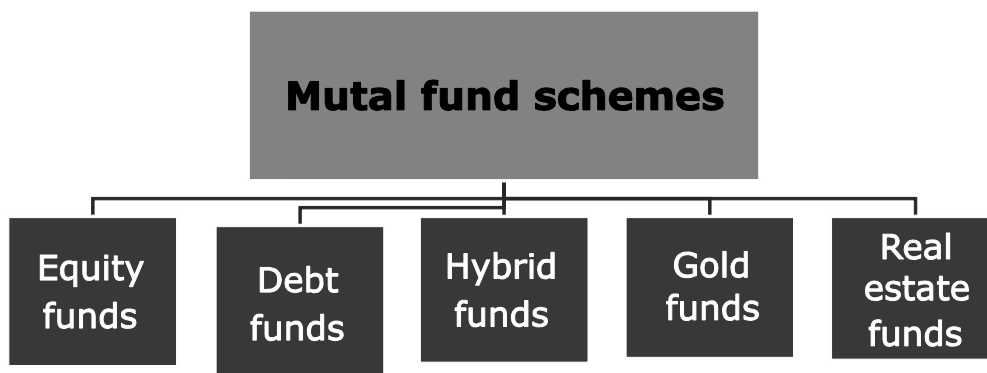 Mutal fund schemes
Equity
funds
Debt
funds
Hybrid
funds
Gold
funds
Real
estate
funds